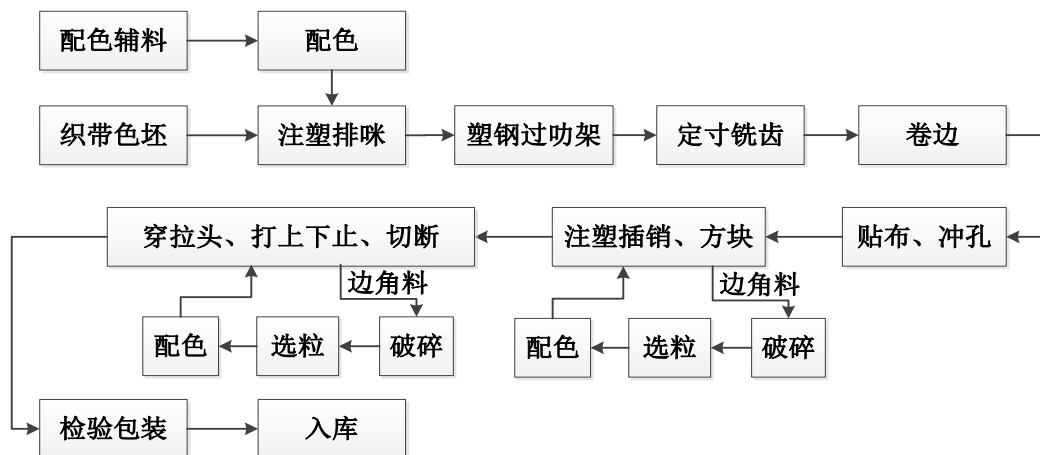 配色辅料
配色
织带色坯
注塑排咪
塑钢过叻架
定寸铣齿
卷边
穿拉头、打上下止、切断
注塑插销、方块
贴布、冲孔
边角料
边角料
配色
选粒
破碎
配色
选粒
破碎
检验包装
入库